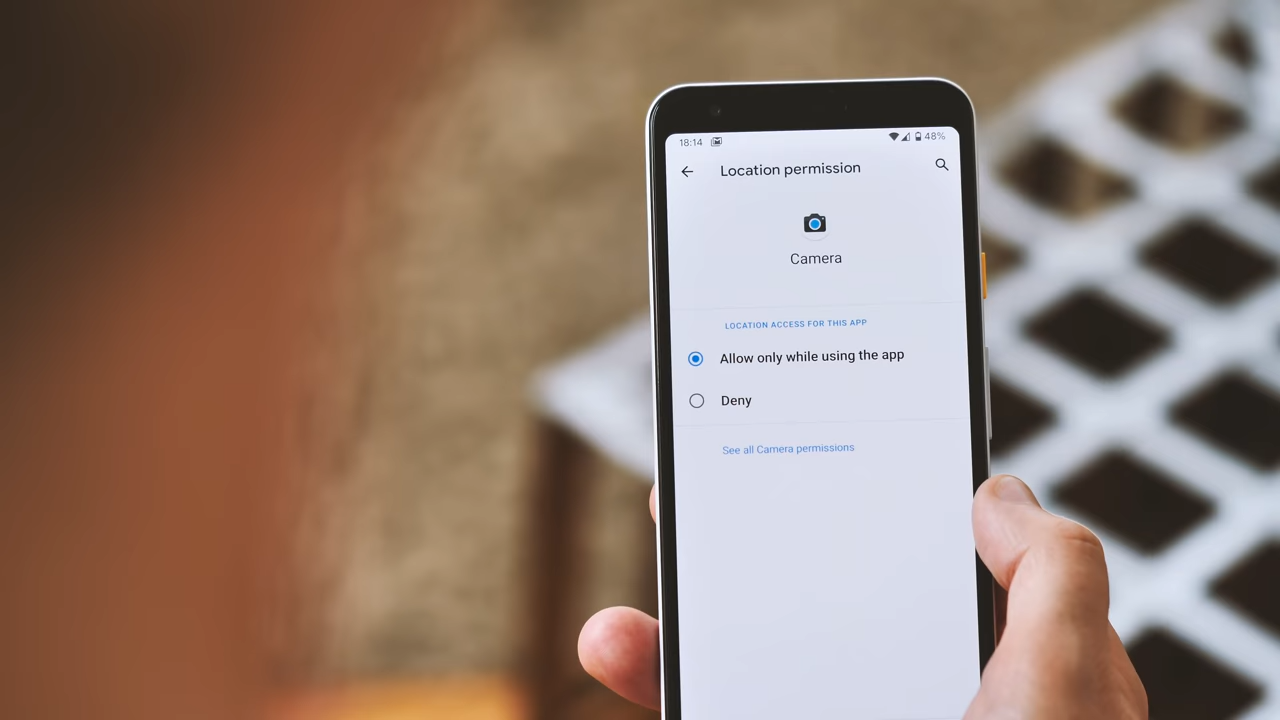 18:14 48%
Location permission
Camera
LOCATION ACCESS FOR THIS APP
Allow only while using the app
Deny
See all Camera permissions